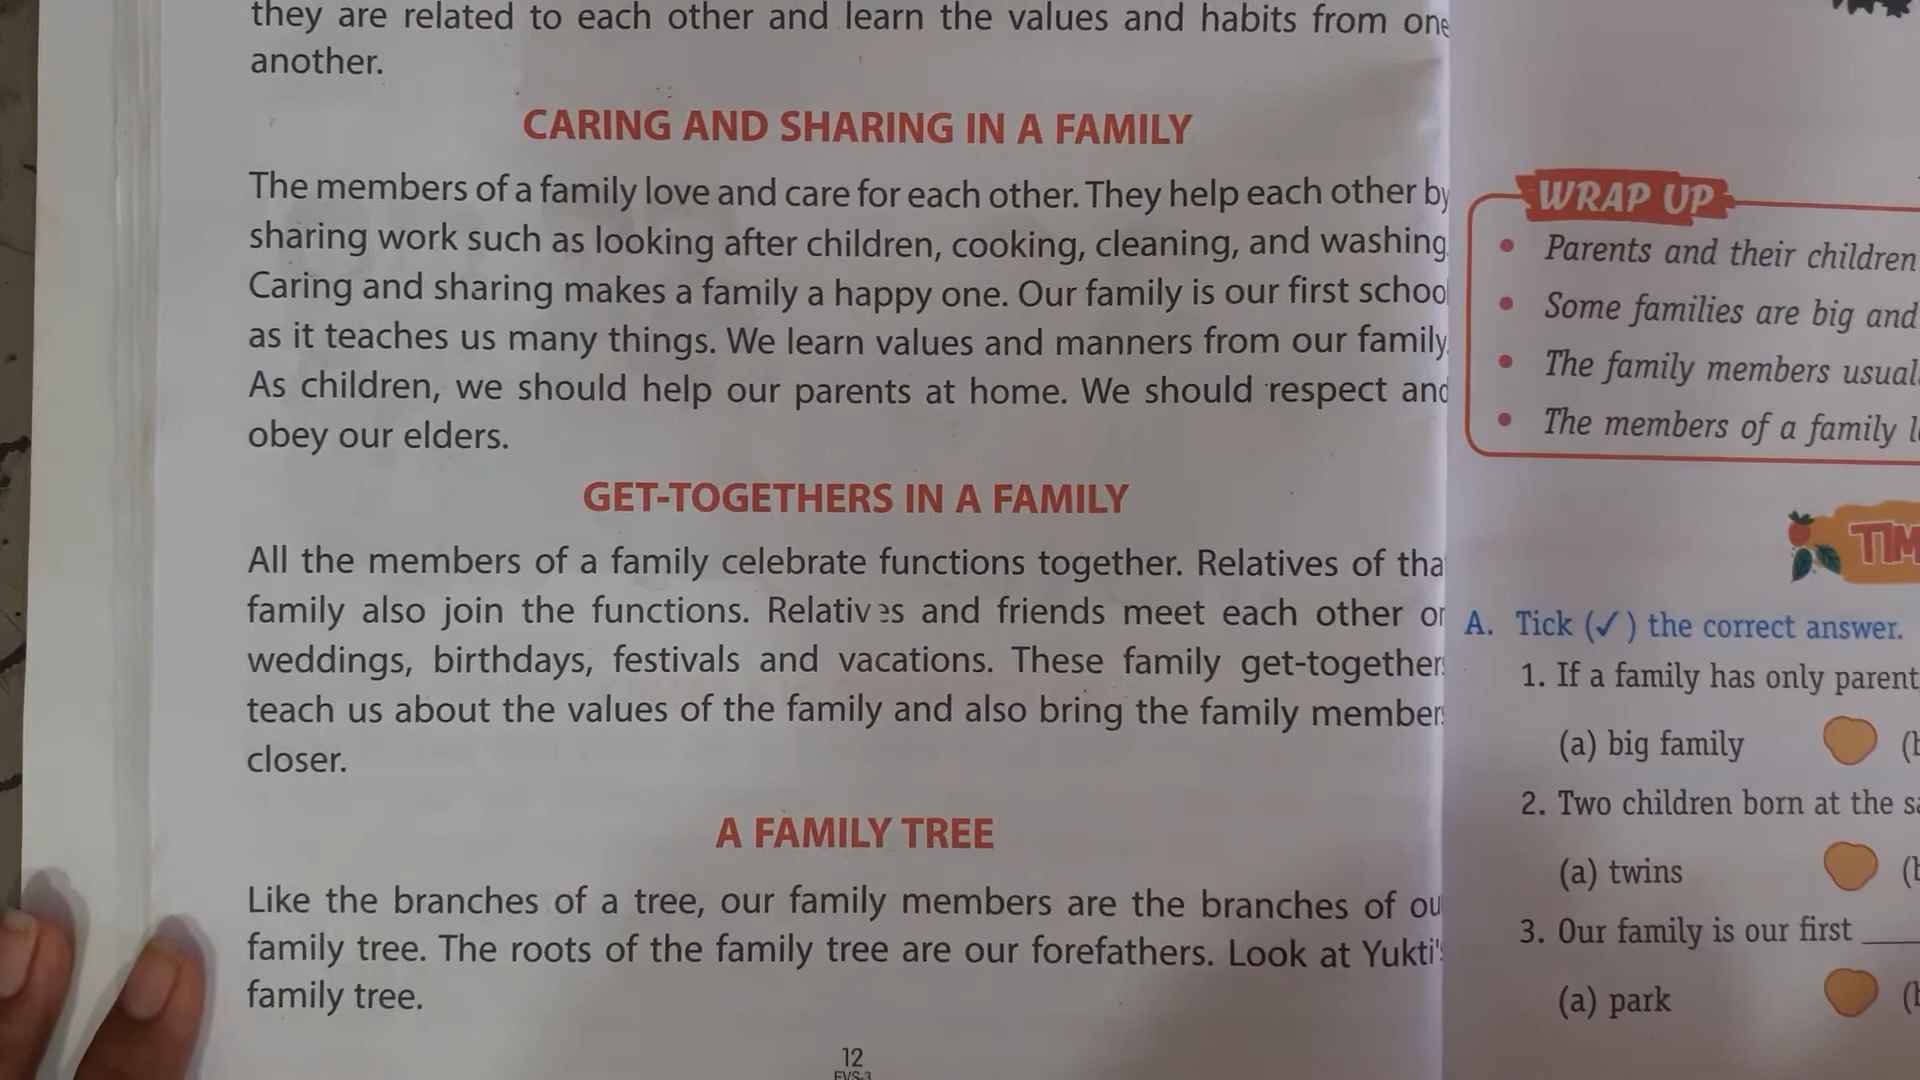 they are related to each other and learn the values and habits from one
another.
CARING AND SHARING IN A FAMILY
The members of a family love and care for each other. They help each other by
sharing work such as looking after children, cooking, cleaning, and washing
Caring and sharing makes a family a happy one. Our family is our first schoo
as it teaches us many things. We learn values and manners from our family
As children, we should help our parents at home. We should respect and
obey our elders.
GET-TOGETHERS IN A FAMILY
All the members of a family celebrate functions together. Relatives of tha
family also join the functions. Relatives and friends meet each other or
weddings, birthdays, festivals and vacations. These family get-together
teach us about the values of the family and also bring the family member
closer.
A FAMILY TREE
Like the branches of a tree, our family members are the branches of ou
family tree. The roots of the family tree are our forefathers. Look at Yukti's
family tree.
12
EVS-3
WRAP UP
• Parents and their children
• Some families are big and
• The family members usual
• The members of a family
TIM
A. Tick (✓) the correct answer.
1. If a family has only parent
(a) big family
2. Two children born at the sa
(a) twins
3. Our family is our first ____
(a) park